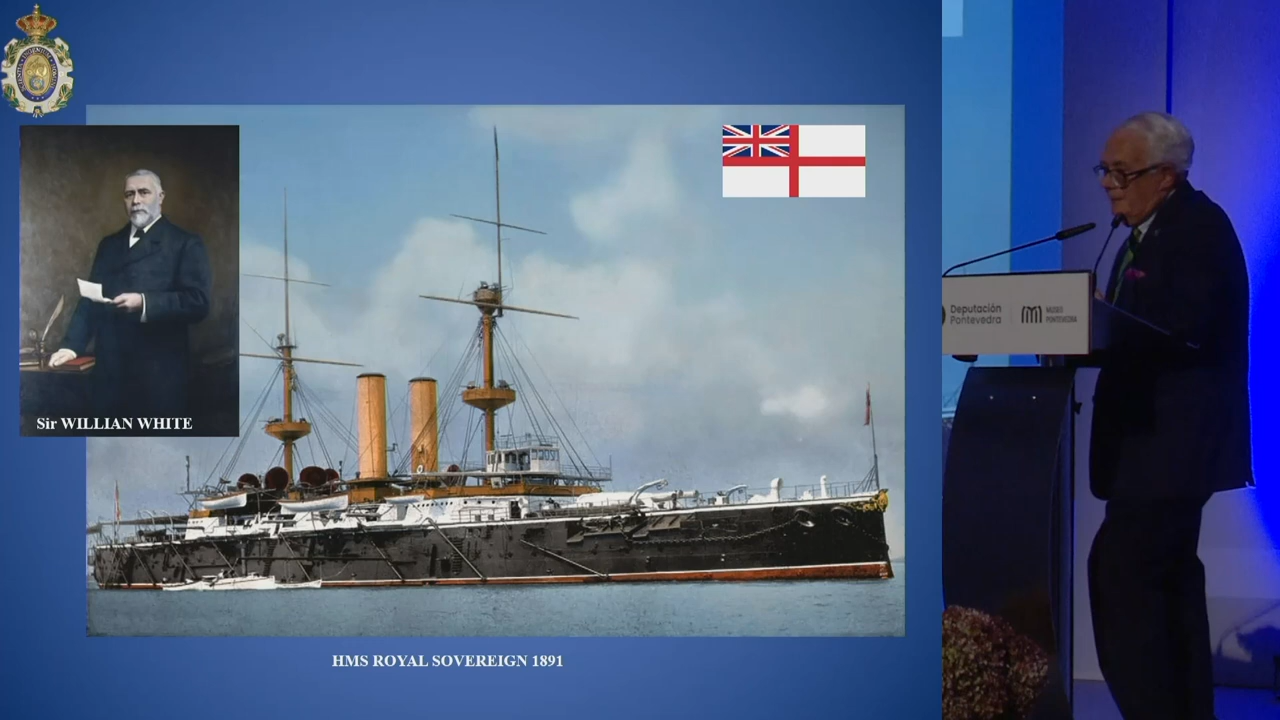 Sir WILLIAN WHITE
HMS ROYAL SOVEREIGN 1891
Deputación
Pontevedra
MUSEO
PONTEVEDRA